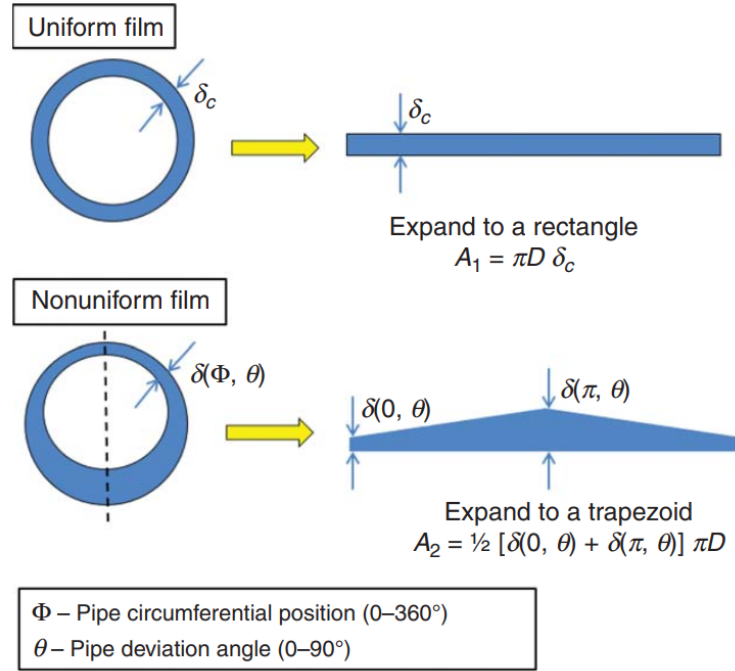 Uniform film
δc
δc
Expand to a rectangle
A1 = πD δc
Nonuniform film
δ(Φ, θ)
δ(0, θ)
δ(π, θ)
Expand to a trapezoid
A2 = ½ [δ(0, θ) + δ(π, θ)] πD
Φ – Pipe circumferential position (0–360°)
θ – Pipe deviation angle (0–90°)